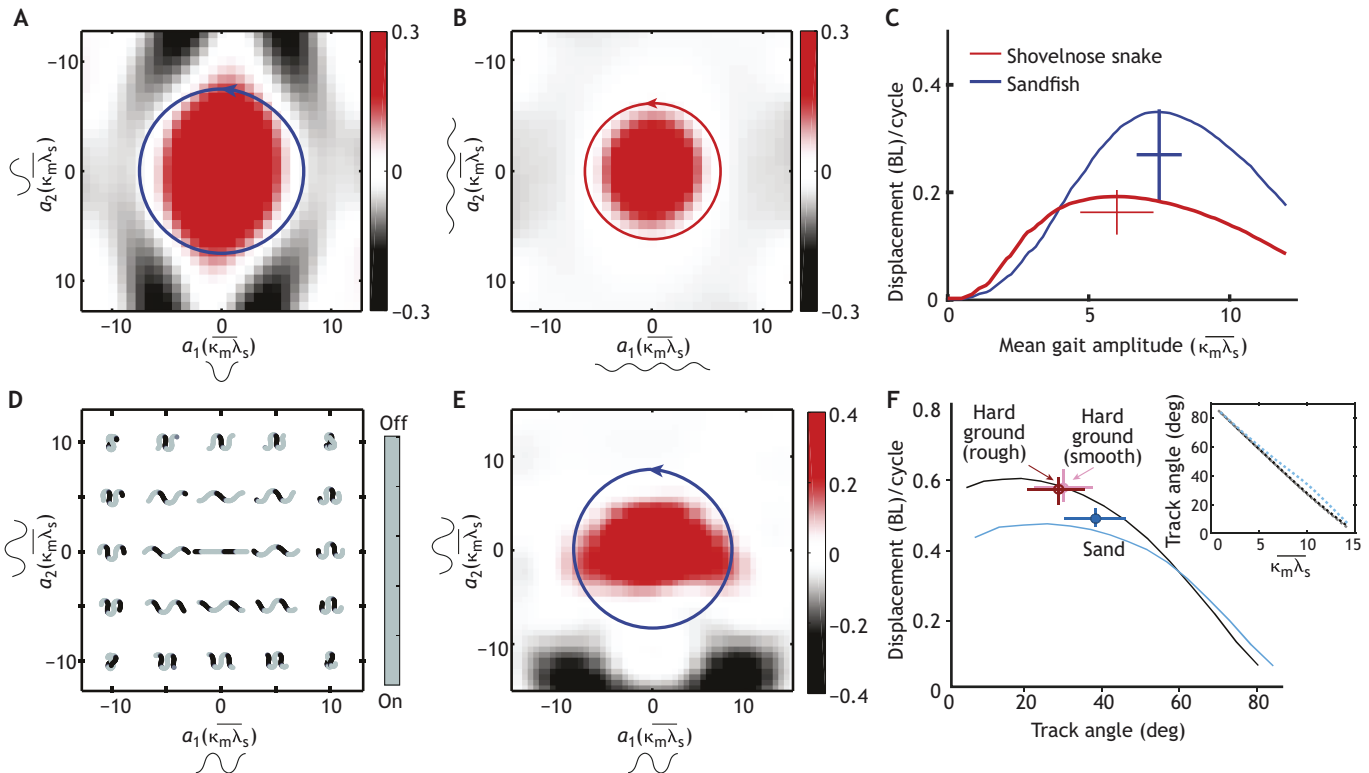 A
0.3
0
−0.3
−10
0
10
a2(κmλs)
−10
0
10
a1(κmλs)
B
0.3
0
−0.3
−10
0
10
a2(κmλs)
−10
0
10
a1(κmλs)
C
Shovelnose snake
Sandfish
0.4
0.2
0
Displacement (BL)/cycle
0
5
10
Mean gait amplitude (κmλs)
D
Off
On
10
5
0
−5
−10
a2(κmλs)
−10
0
10
a1(κmλs)
E
0.4
0.2
0
−0.2
−0.4
10
5
0
−5
−10
a2(κmλs)
−10
0
10
a1(κmλs)
F
0.8
0.6
0.4
0.2
0
Displacement (BL)/cycle
Hard
ground
(rough)
Hard
ground
(smooth)
Sand
0
20
40
60
80
Track angle (deg)
80
60
40
20
0
Track angle (deg)
0
5
10
15
κmλs